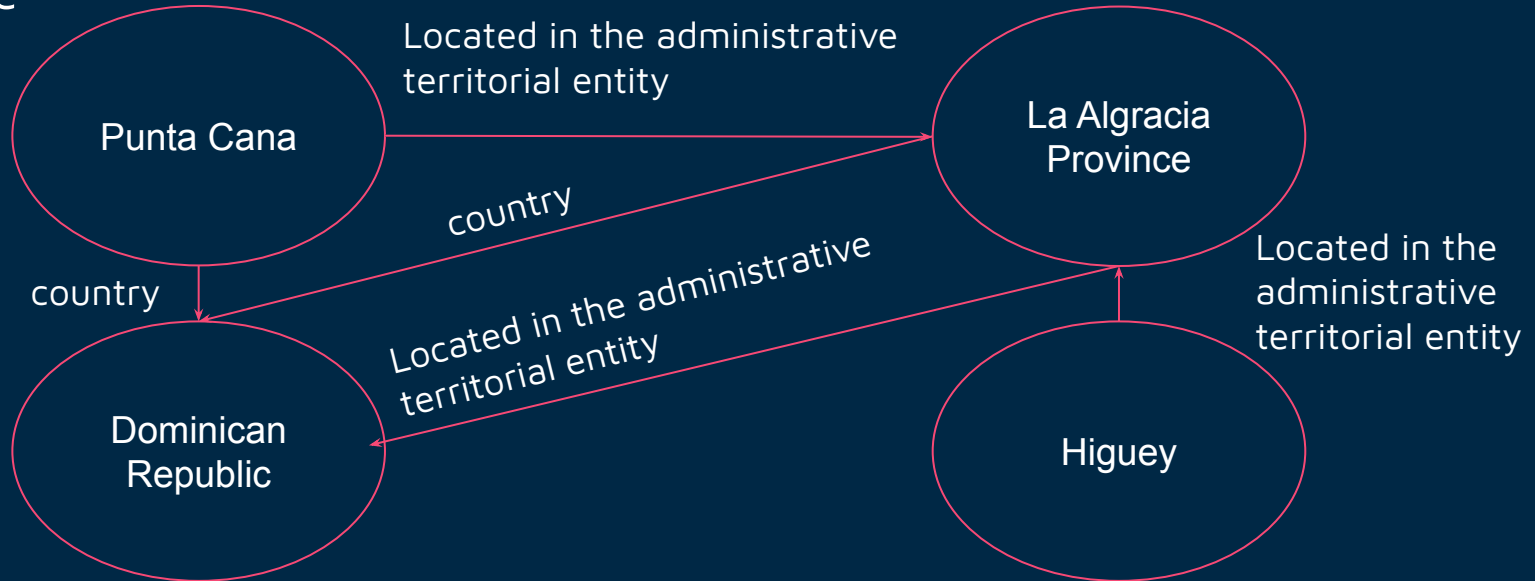 Punta Cana
Located in the administrative
territorial entity
La Algracia
Province
country
country
Located in the administrative
territorial entity
Located in the
administrative
territorial entity
Dominican
Republic
Higuey